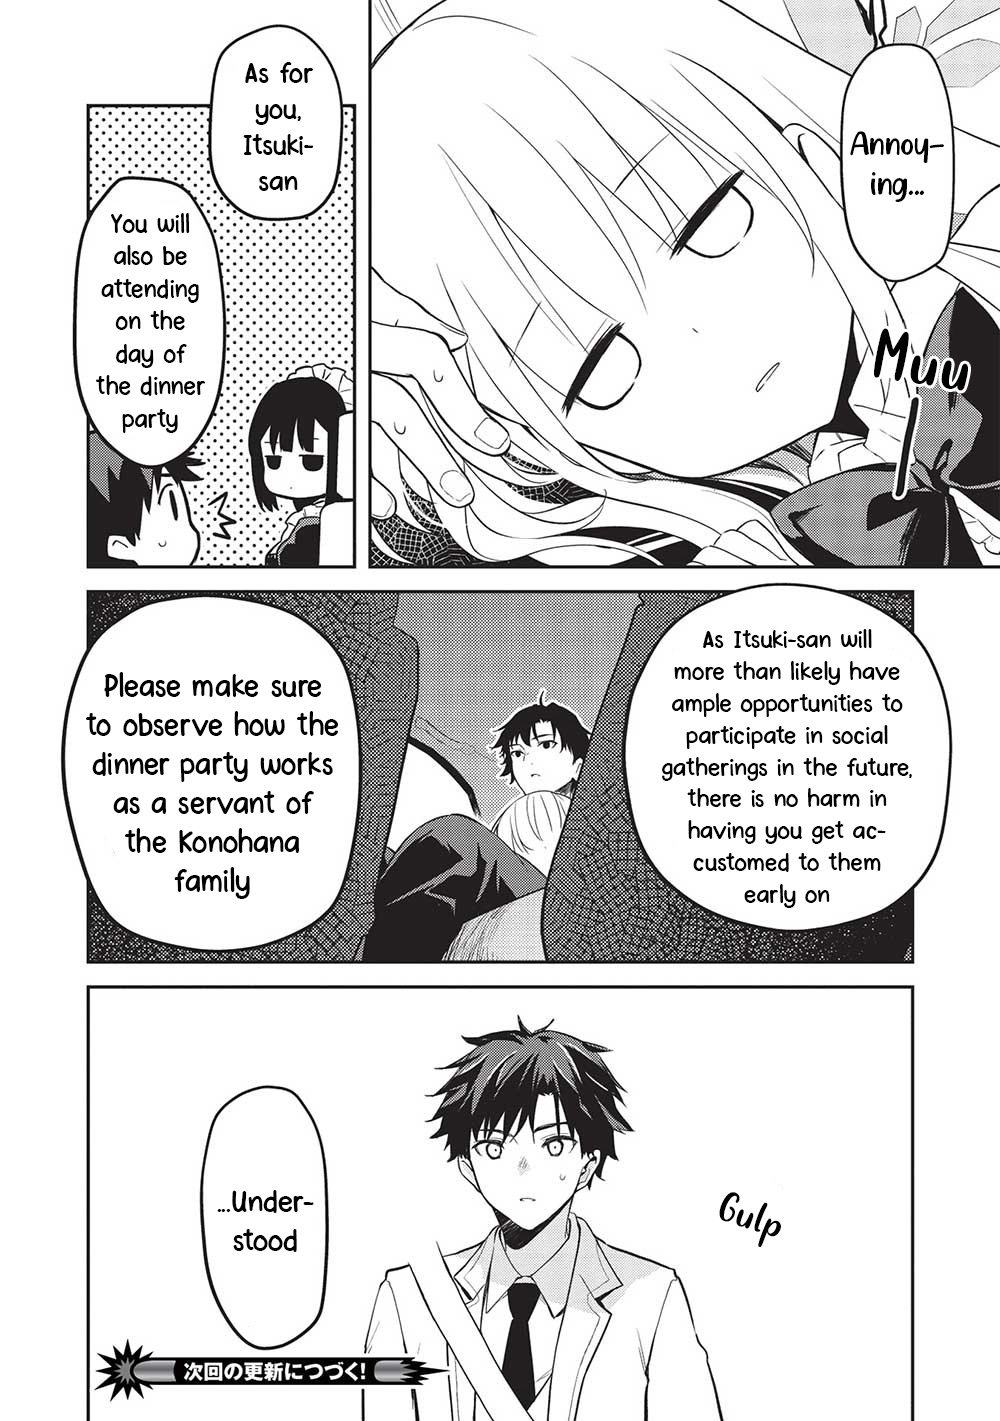 Annoy-
ing...
Muu
As for
you,
Itsuki-
san
You will
also be
attending
on the
day of
the dinner
party
As Itsuki-san will
more than likely have
ample opportunities to
participate in social
gatherings in the future,
there is no harm in
having you get ac-
customed to them
early on
Please make sure
to observe how the
dinner party works
as a servant of
the Konohana
family
Gulp
...Under-
stood
次回の更新につづく!